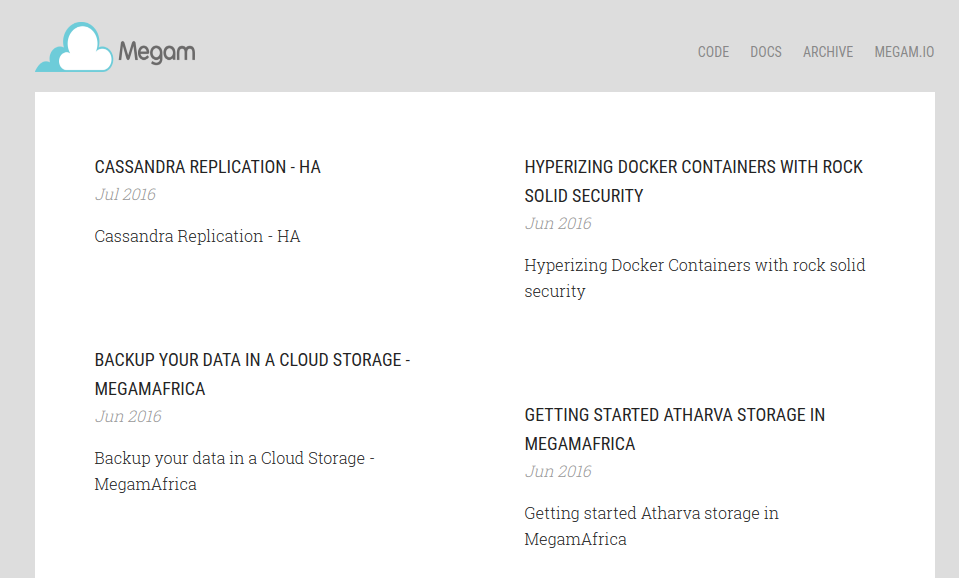 Megam
CODE DOCS ARCHIVE MEGAM.IO
CASSANDRA REPLICATION - HA
Jul 2016
Cassandra Replication - HA
HYPERIZING DOCKER CONTAINERS WITH ROCK
SOLID SECURITY
Jun 2016
Hyperizing Docker Containers with rock solid
security
BACKUP YOUR DATA IN A CLOUD STORAGE -
MEGAMAFRICA
Jun 2016
Backup your data in a Cloud Storage -
MegamAfrica
GETTING STARTED ATHARVA STORAGE IN
MEGAMAFRICA
Jun 2016
Getting started Atharva storage in
MegamAfrica